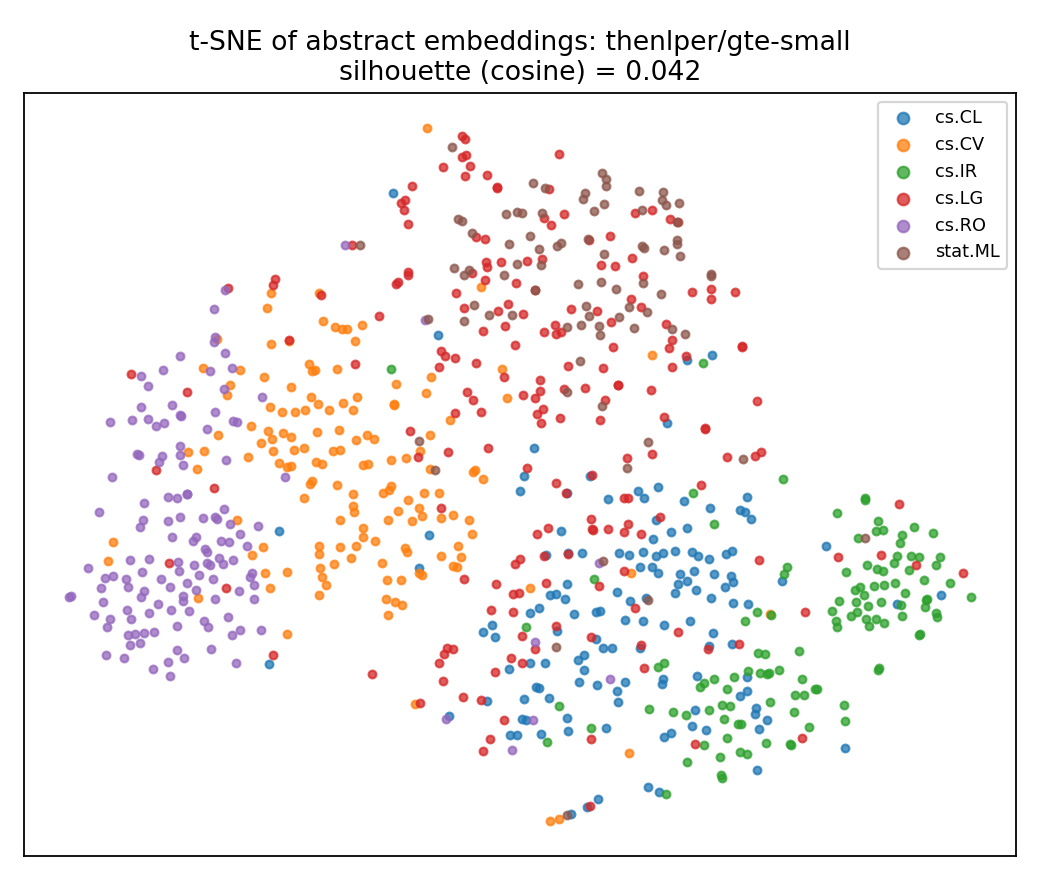 t-SNE of abstract embeddings: thenlper/gte-small
silhouette (cosine) = 0.042
cs.CL
cs.CV
cs.IR
cs.LG
cs.RO
stat.ML